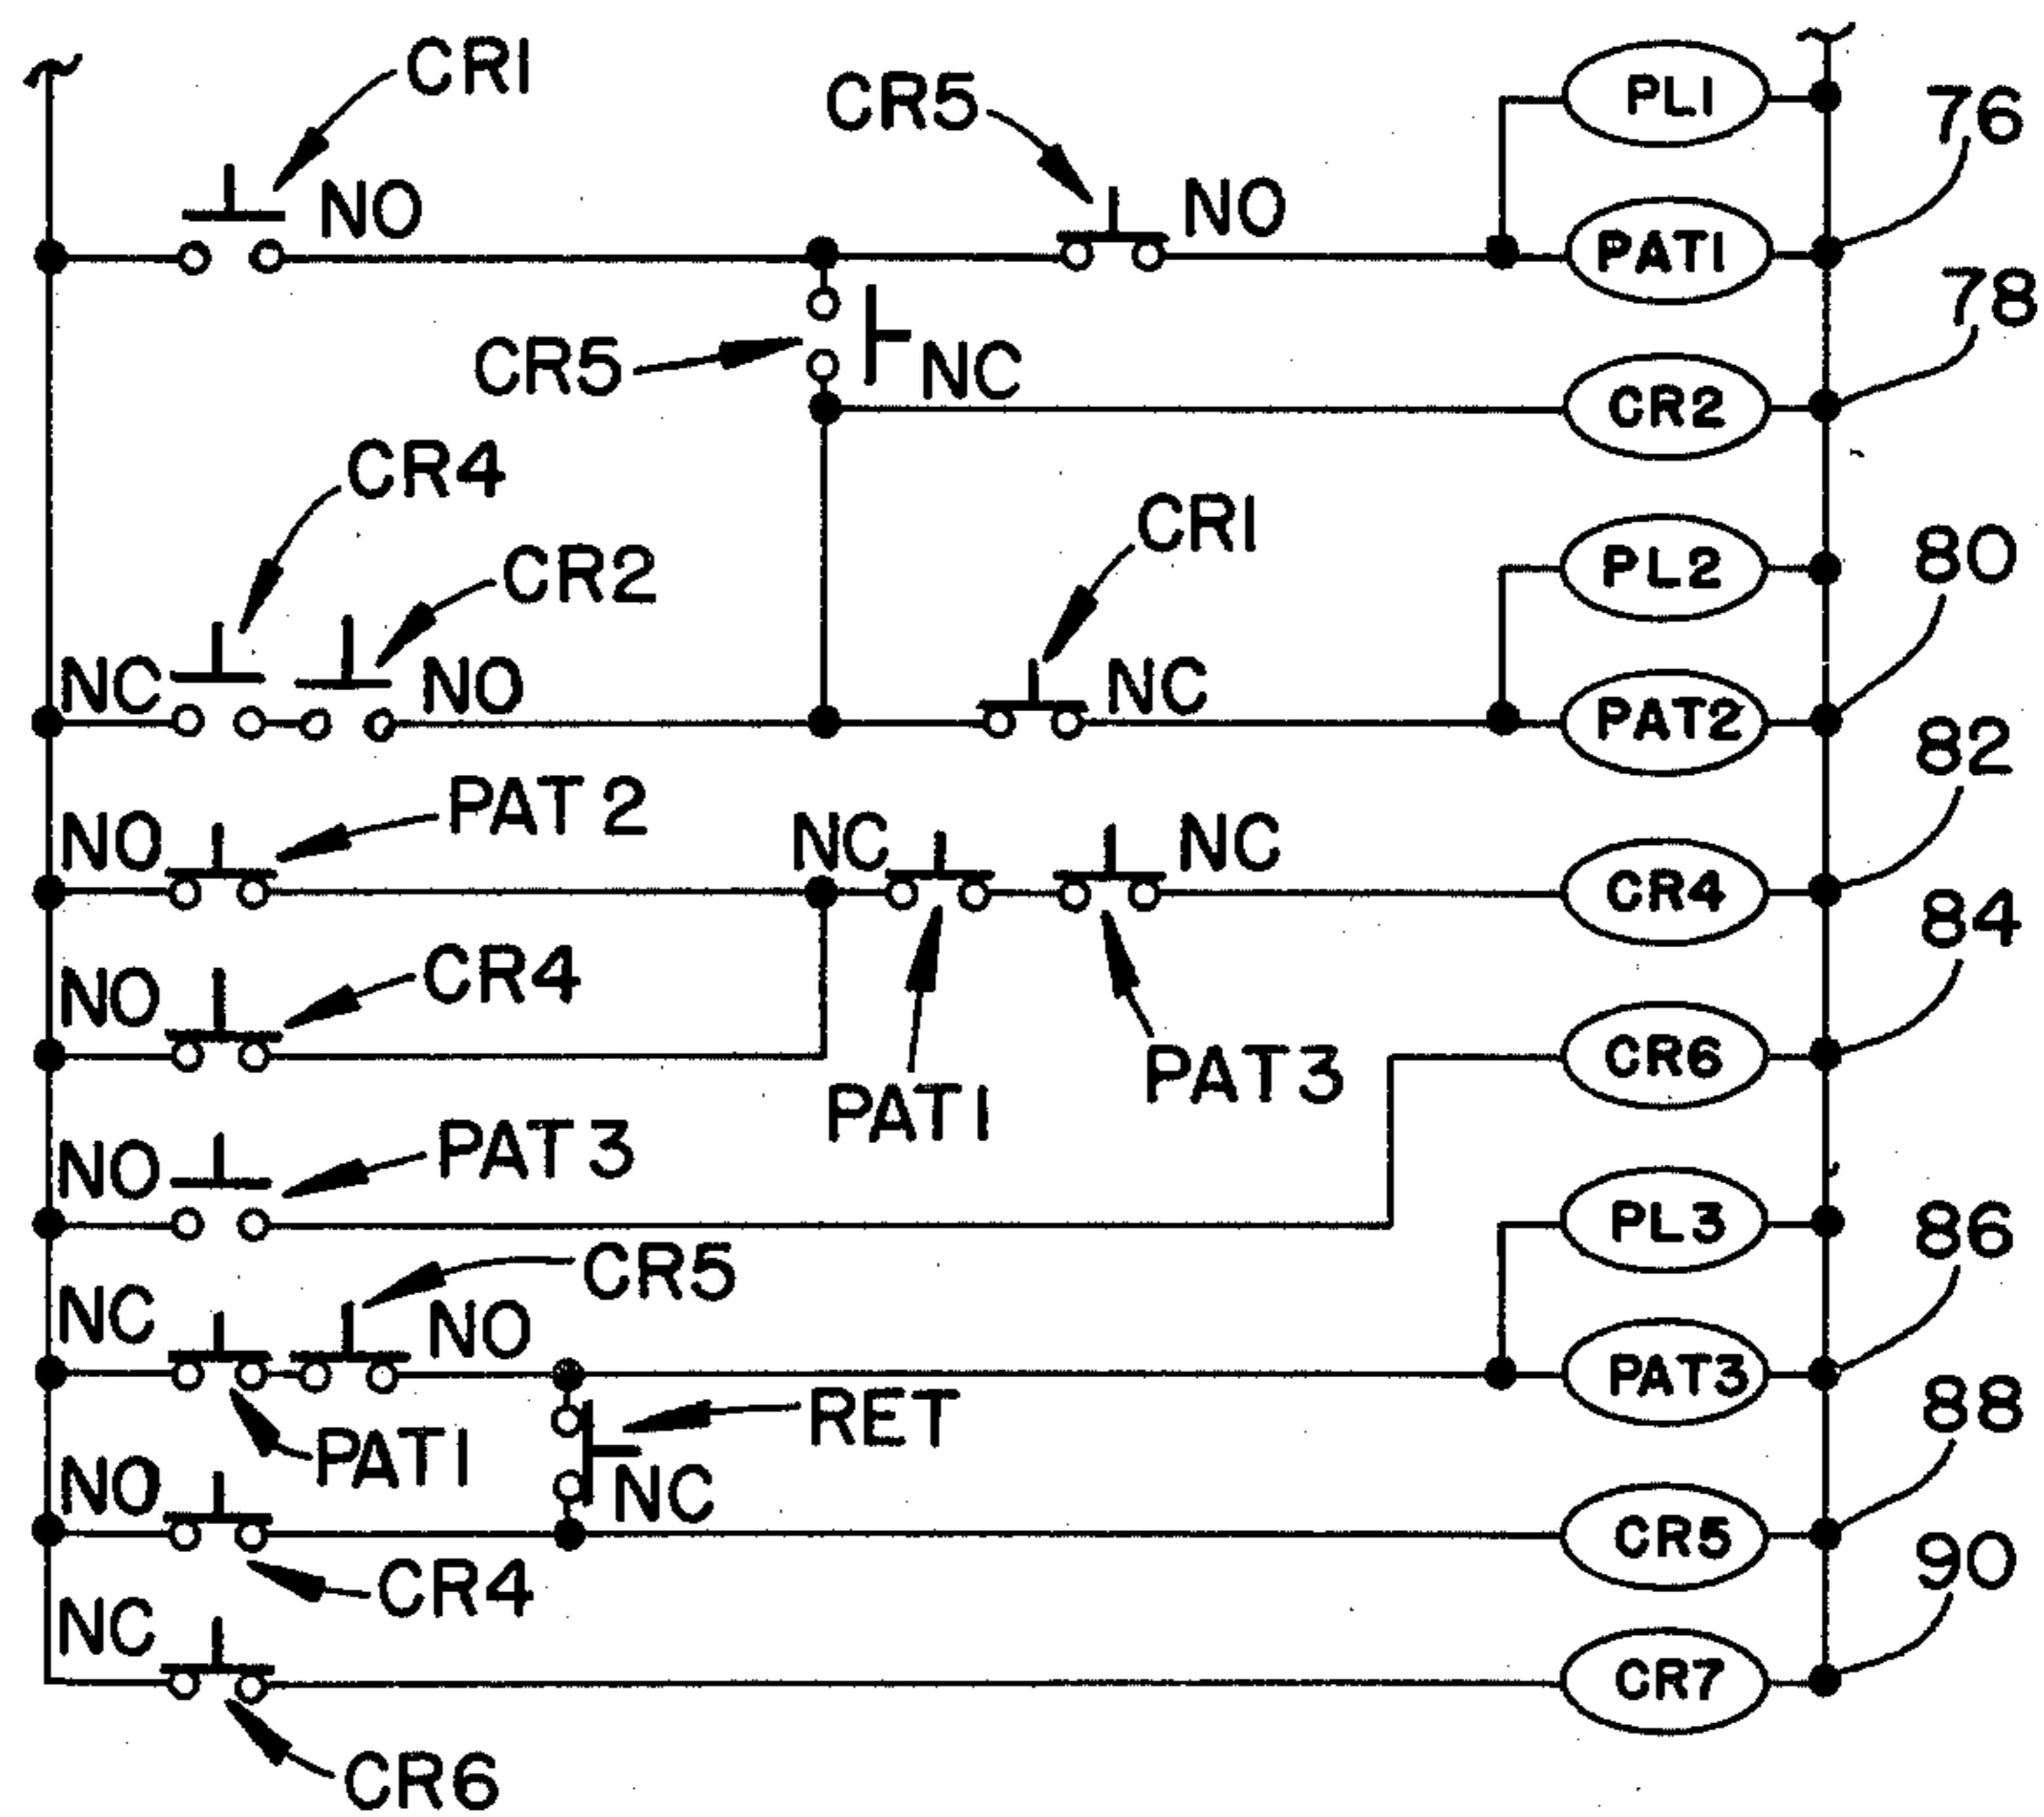 CR1
CR5
PL1
76
NO
NO
PAT1
78
CR5
NC
CR2
CR4
CR1
CR2
PL2
80
NC
NO
NC
PAT2
82
PAT 2
NO
NC
NC
CR4
84
CR4
NO
PAT1
PAT3
CR6
PAT 3
NO
PL3
86
CR5
NC
NO
PAT3
88
RET
PAT1
NO
NC
CR5
90
CR4
NC
CR7
CR6